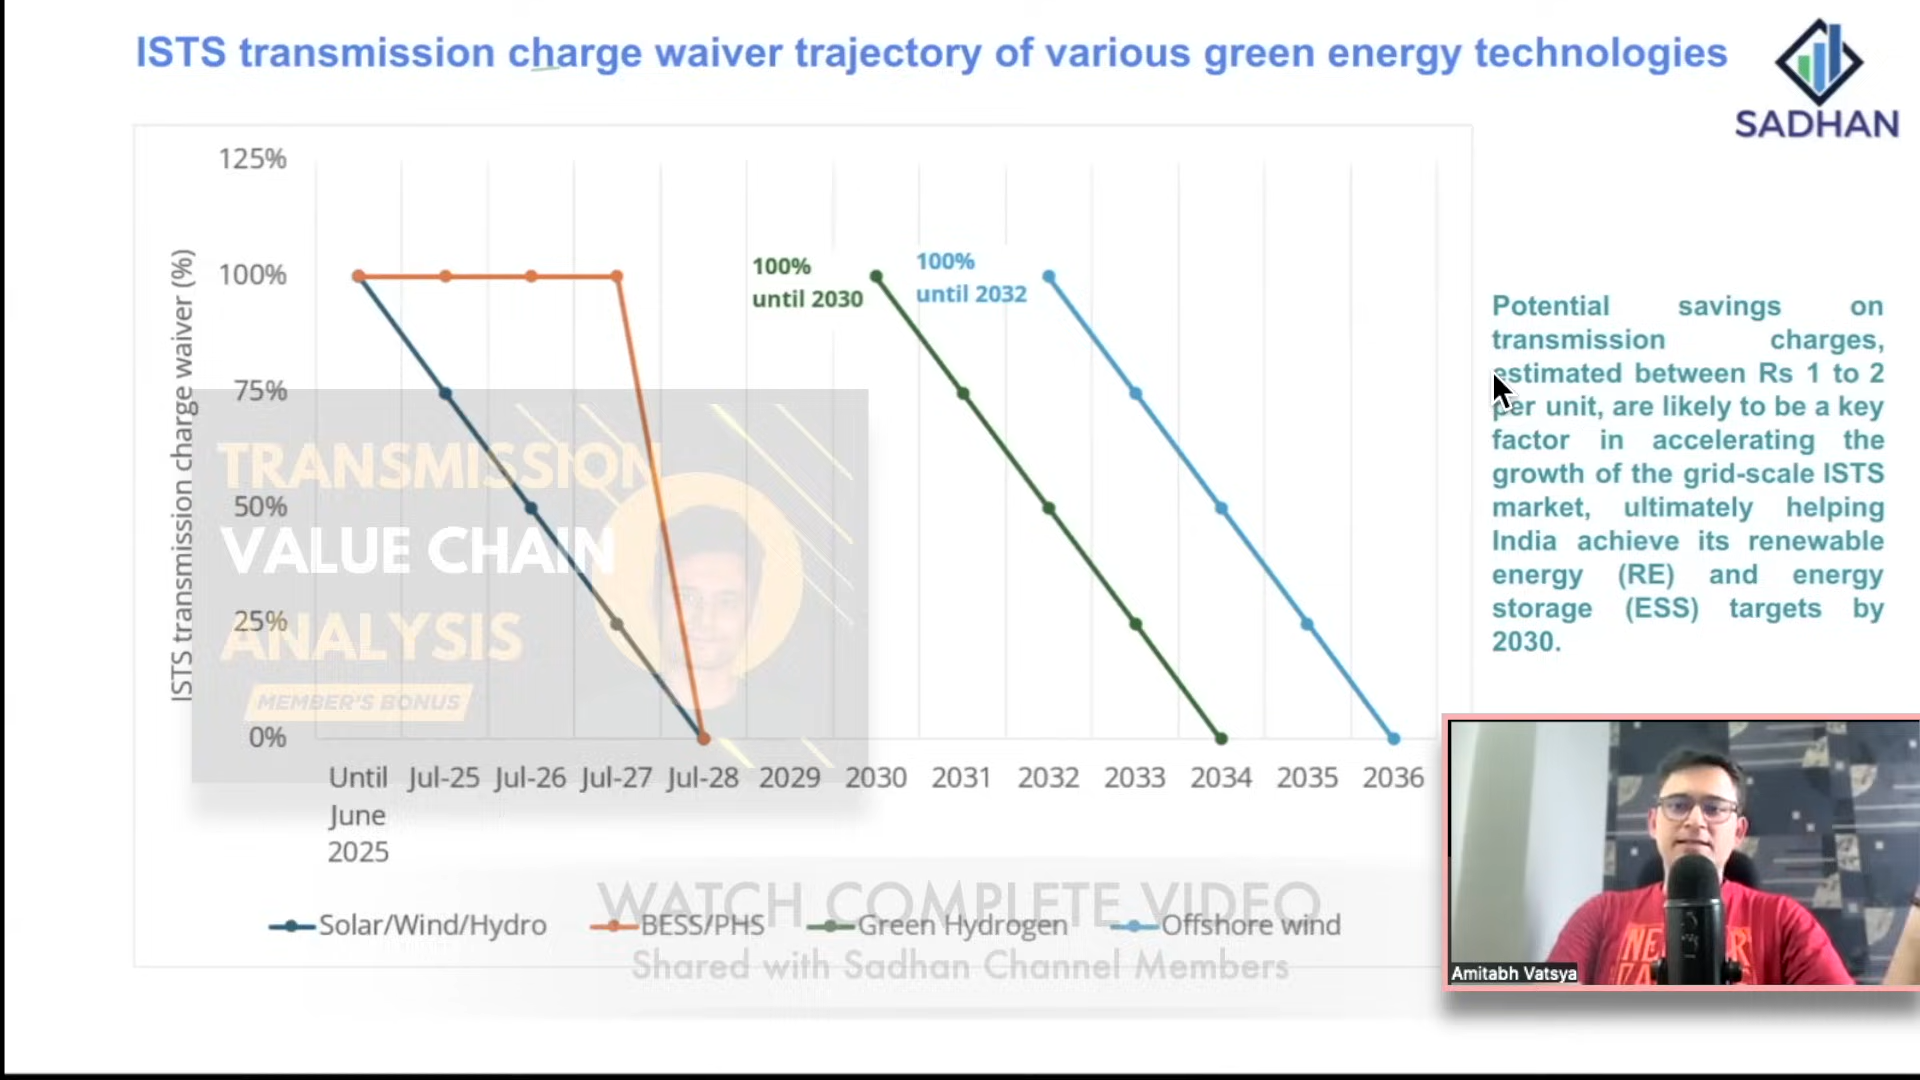 ISTS transmission charge waiver trajectory of various green energy technologies
SADHAN
125%
100%
75%
50%
25%
0%
ISTS transmission charge waiver (%)
100%
until 2030
100%
until 2032
Until June 2025
Jul-25
Jul-26
Jul-27
Jul-28
2029
2030
2031
2032
2033
2034
2035
2036
Solar/Wind/Hydro
BESS/PHS
Green Hydrogen
Offshore wind
TRANSMISSION
VALUE CHAIN
ANALYSIS
MEMBER'S BONUS
WATCH COMPLETE VIDEO
Shared with Sadhan Channel Members
Potential savings on
transmission charges,
estimated between Rs 1 to 2
per unit, are likely to be a key
factor in accelerating the
growth of the grid-scale ISTS
market, ultimately helping
India achieve its renewable
energy (RE) and energy
storage (ESS) targets by
2030.
Amitabh Vatsya